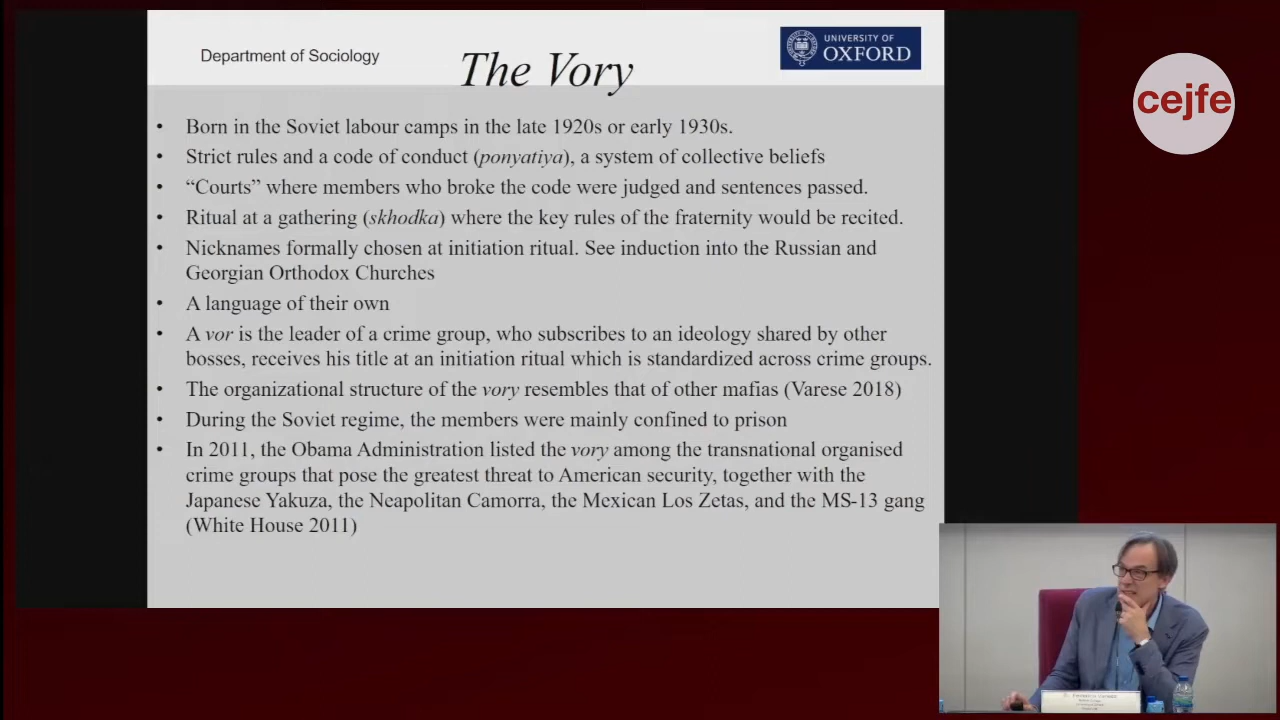 Department of Sociology
The Vory
UNIVERSITY OF
OXFORD
cejfe
• Born in the Soviet labour camps in the late 1920s or early 1930s.
• Strict rules and a code of conduct (ponyatiya), a system of collective beliefs
• “Courts” where members who broke the code were judged and sentences passed.
• Ritual at a gathering (skhodka) where the key rules of the fraternity would be recited.
• Nicknames formally chosen at initiation ritual. See induction into the Russian and
Georgian Orthodox Churches
• A language of their own
• A vor is the leader of a crime group, who subscribes to an ideology shared by other
bosses, receives his title at an initiation ritual which is standardized across crime groups.
• The organizational structure of the vory resembles that of other mafias (Varese 2018)
• During the Soviet regime, the members were mainly confined to prison
• In 2011, the Obama Administration listed the vory among the transnational organised
crime groups that pose the greatest threat to American security, together with the
Japanese Yakuza, the Neapolitan Camorra, the Mexican Los Zetas, and the MS-13 gang
(White House 2011)